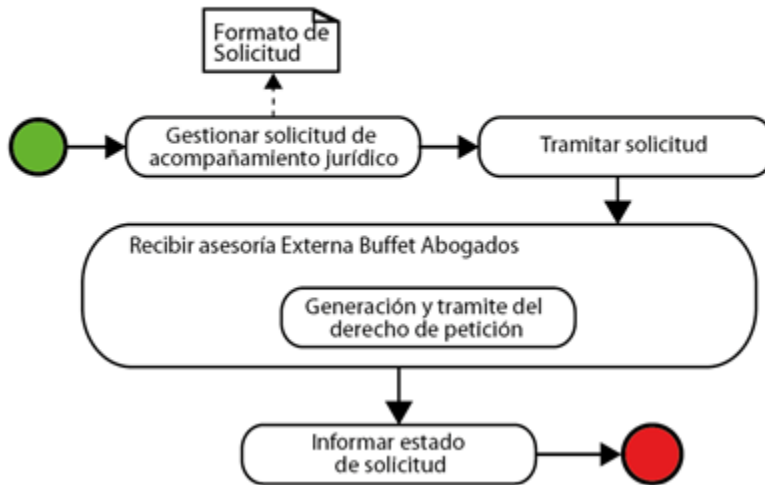 Formato de
Solicitud
Gestionar solicitud de
acompañamiento jurídico
Tramitar solicitud
Recibir asesoría Externa Buffet Abogados
Generación y tramite del
derecho de petición
Informar estado
de solicitud